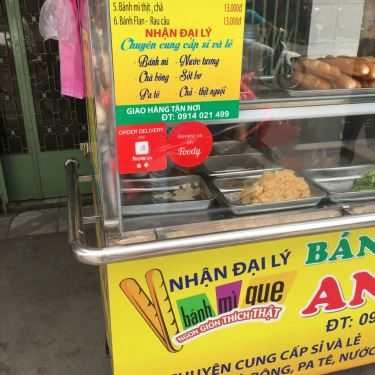 5. Bánh mì thịt, chả 13.000đ
6. Bánh Flan - Rau câu 13.000đ
NHẬN ĐẠI LÝ
Chuyên cung cấp sỉ và lẻ
- Bánh mì - Nước tương
- Chà bông - Sốt bơ
- Pa tê - Chả - thịt nguội
GIAO HÀNG TẬN NƠI
ĐT: 0914 021 489
ORDER DELIVERY
Foody
NHẬN ĐẠI LÝ BÁN
bánh mì que AN
NGON GIÒN THÍCH THẬT
ĐT: 09
CHUYÊN CUNG CẤP SỈ VÀ LẺ
BÔNG, PA TÊ, NƯỚC